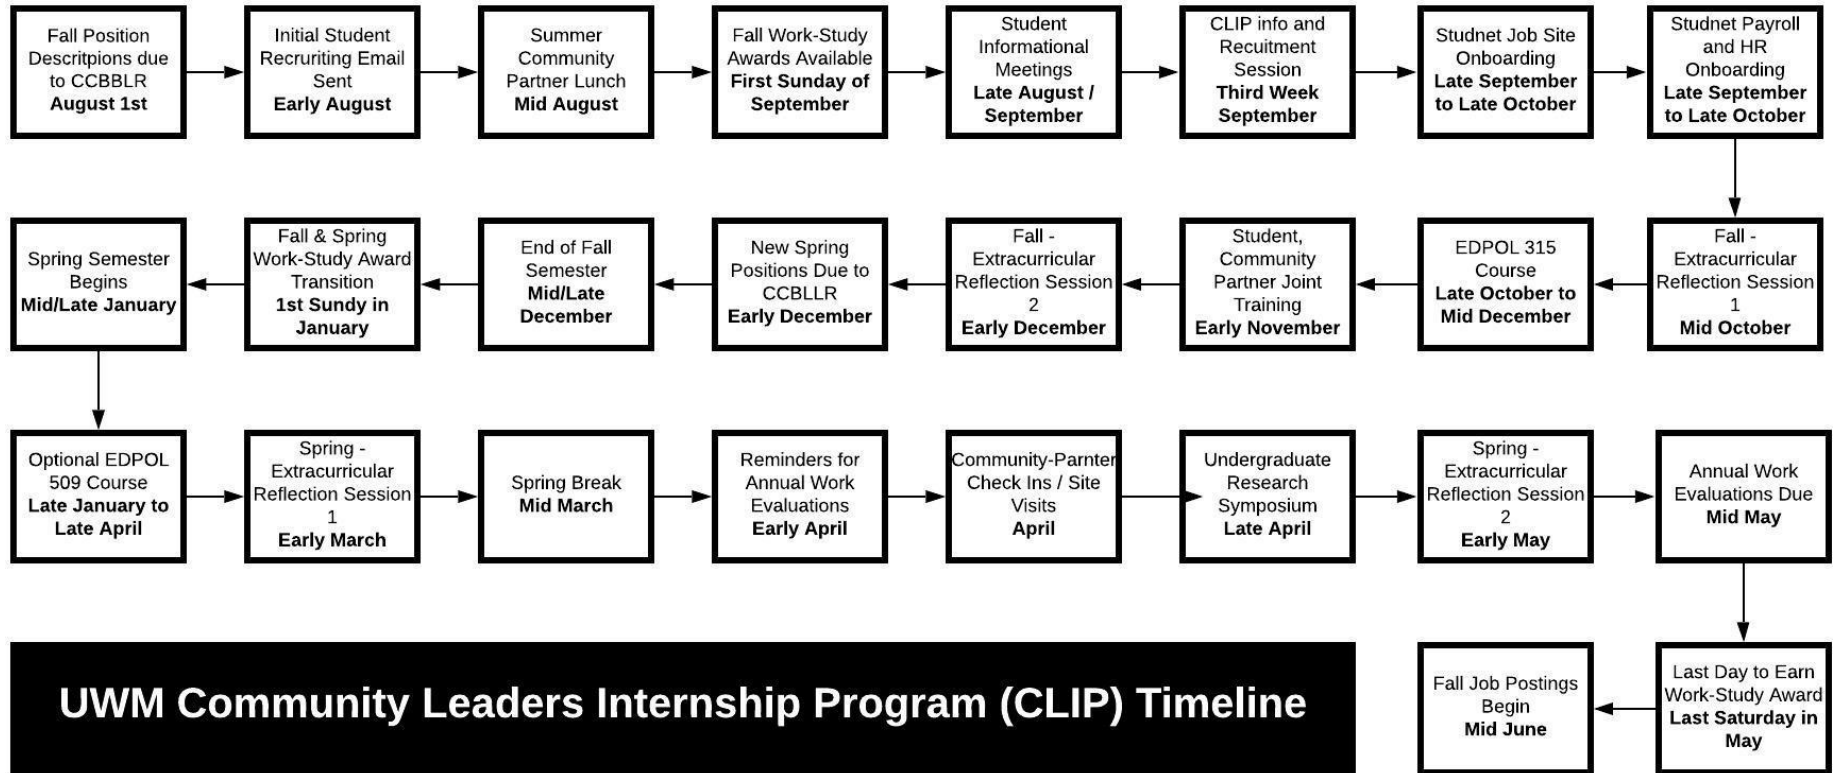 Fall Position
Descritpions due
to CCBBLR
August 1st
Initial Student
Recruriting Email
Sent
Early August
Summer
Community
Partner Lunch
Mid August
Fall Work-Study
Awards Available
First Sunday of
September
Student
Informational
Meetings
Late August /
September
CLIP info and
Recuitment
Session
Third Week
September
Studnet Job Site
Onboarding
Late September
to Late October
Studnet Payroll
and HR
Onboarding
Late September
to Late October
Fall -
Extracurricular
Reflection Session
1
Mid October
EDPOL 315
Course
Late October to
Mid December
Student,
Community
Partner Joint
Training
Early November
Fall -
Extracurricular
Reflection Session
2
Early December
New Spring
Positions Due to
CCBLLR
Early December
End of Fall
Semester
Mid/Late
December
Fall & Spring
Work-Study Award
Transition
1st Sundy in
January
Spring Semester
Begins
Mid/Late January
Optional EDPOL
509 Course
Late January to
Late April
Spring -
Extracurricular
Reflection Session
1
Early March
Spring Break
Mid March
Reminders for
Annual Work
Evaluations
Early April
Community-Parnter
Check Ins / Site
Visits
April
Undergraduate
Research
Symposium
Late April
Spring -
Extracurricular
Reflection Session
2
Early May
Annual Work
Evaluations Due
Mid May
Last Day to Earn
Work-Study Award
Last Saturday in
May
Fall Job Postings
Begin
Mid June
UWM Community Leaders Internship Program (CLIP) Timeline